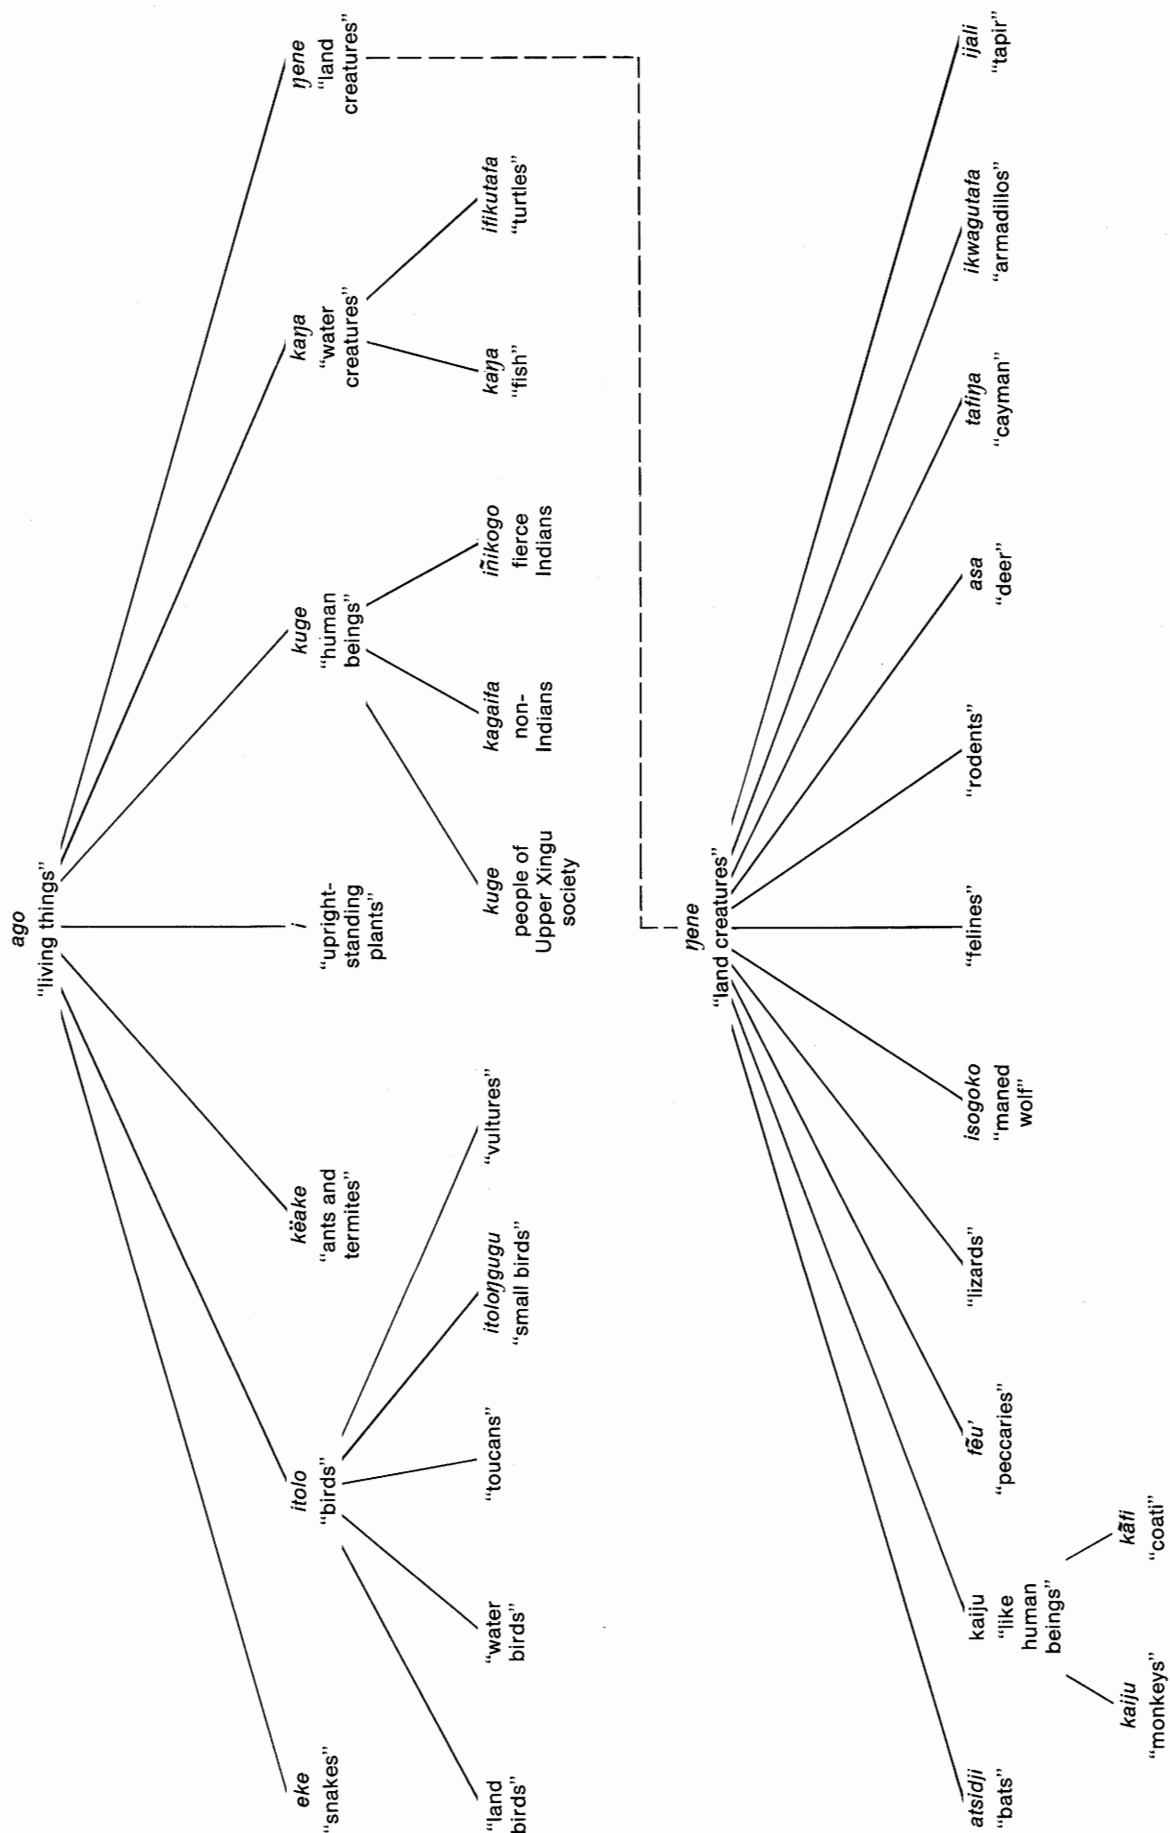 ago
“living things”
eke
“snakes”
itolo
“birds”
këake
“ants and
termites”
i
“upright-
standing
plants”
kuge
“human
beings”
kaŋa
“water
creatures”
ŋene
“land
creatures”
“land
birds”
“water
birds”
“toucans”
itoloŋgugu
“small birds”
“vultures”
kuge
people of
Upper Xingu
society
kagaifa
non-
Indians
iñikogo
fierce
Indians
kaŋa
“fish”
ifikutafa
“turtles”
ŋene
“land creatures”
atsidji
“bats”
kaiju
“like
human
beings”
fẽu’
“peccaries”
“lizards”
isogoko
“maned
wolf”
“felines”
“rodents”
asa
“deer”
tafiŋa
“cayman”
ikwagutafa
“armadillos”
ijali
“tapir”
kaiju
“monkeys”
kãfi
“coati”